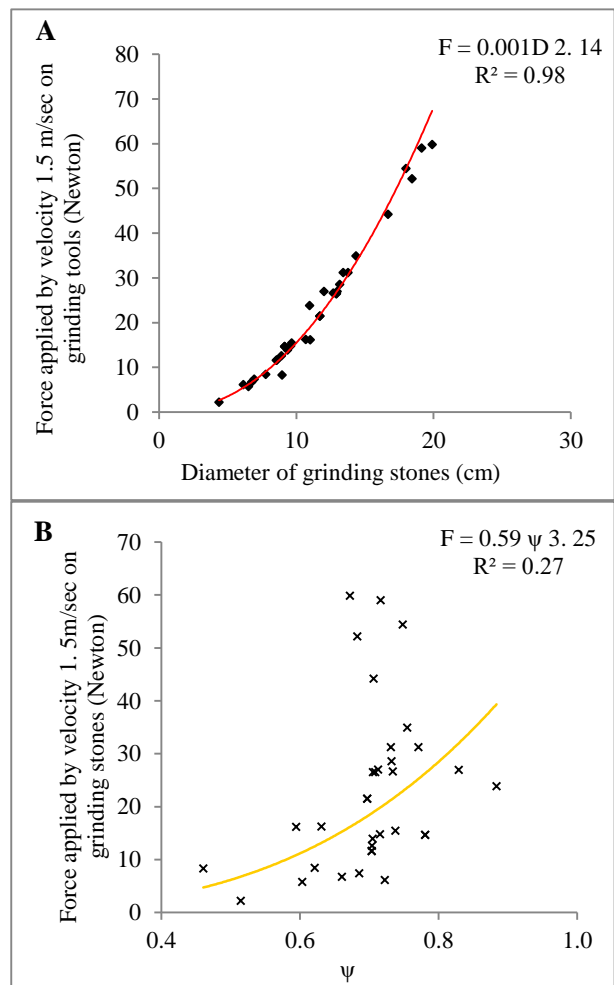 A
F = 0.001D 2. 14
R² = 0.98
Force applied by velocity 1.5 m/sec on
grinding tools (Newton)
80
70
60
50
40
30
20
10
0
0 10 20 30
Diameter of grinding stones (cm)
B
F = 0.59 ψ 3. 25
R² = 0.27
Force applied by velocity 1. 5m/sec on
grinding stones (Newton)
70
60
50
40
30
20
10
0
0.4 0.6 0.8 1.0
ψ